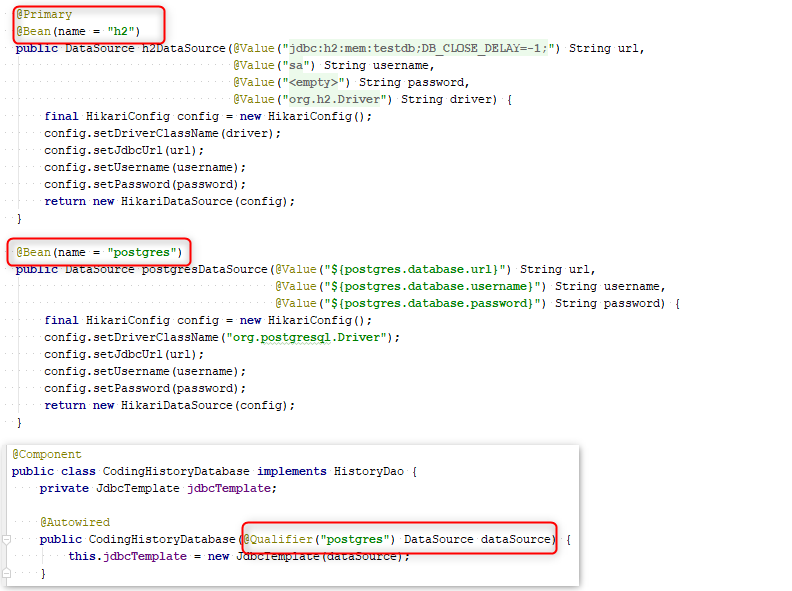 @Primary
@Bean(name = "h2")
public DataSource h2DataSource(@Value("jdbc:h2:mem:testdb;DB_CLOSE_DELAY=-1;") String url,
@Value("sa") String username,
@Value("<empty>") String password,
@Value("org.h2.Driver") String driver) {
final HikariConfig config = new HikariConfig();
config.setDriverClassName(driver);
config.setJdbcUrl(url);
config.setUsername(username);
config.setPassword(password);
return new HikariDataSource(config);
}
@Bean(name = "postgres")
public DataSource postgresDataSource(@Value("${postgres.database.url}") String url,
@Value("${postgres.database.username}") String username,
@Value("${postgres.database.password}") String password) {
final HikariConfig config = new HikariConfig();
config.setDriverClassName("org.postgresql.Driver");
config.setJdbcUrl(url);
config.setUsername(username);
config.setPassword(password);
return new HikariDataSource(config);
}
@Component
public class CodingHistoryDatabase implements HistoryDao {
private JdbcTemplate jdbcTemplate;
@Autowired
public CodingHistoryDatabase(@Qualifier("postgres") DataSource dataSource) {
this.jdbcTemplate = new JdbcTemplate(dataSource);
}